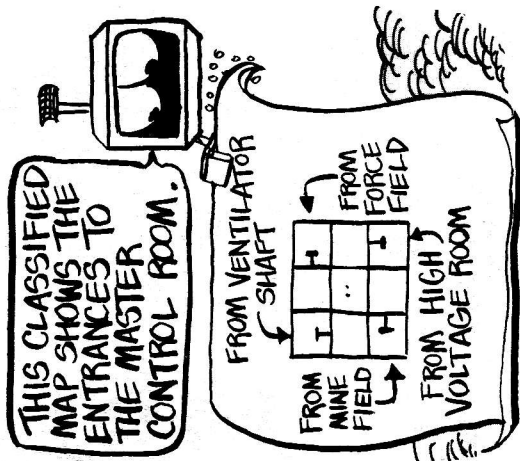 THIS CLASSIFIED
MAP SHOWS THE
ENTRANCES TO
THE MASTER
CONTROL ROOM.
FROM VENTILATOR
SHAFT
FROM
FORCE
FIELD
FROM
MINE
FIELD
FROM HIGH
VOLTAGE ROOM